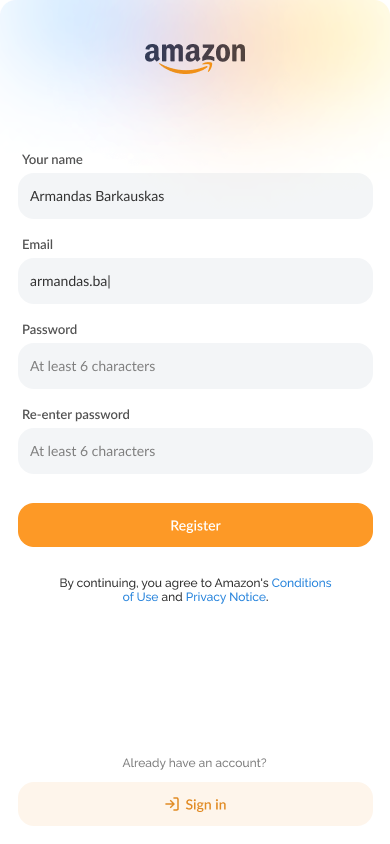 amazon
Your name
Armandas Barkauskas
Email
armandas.ba
Password
At least 6 characters
Re-enter password
At least 6 characters
Register
By continuing, you agree to Amazon's Conditions
of Use and Privacy Notice.
Already have an account?
Sign in